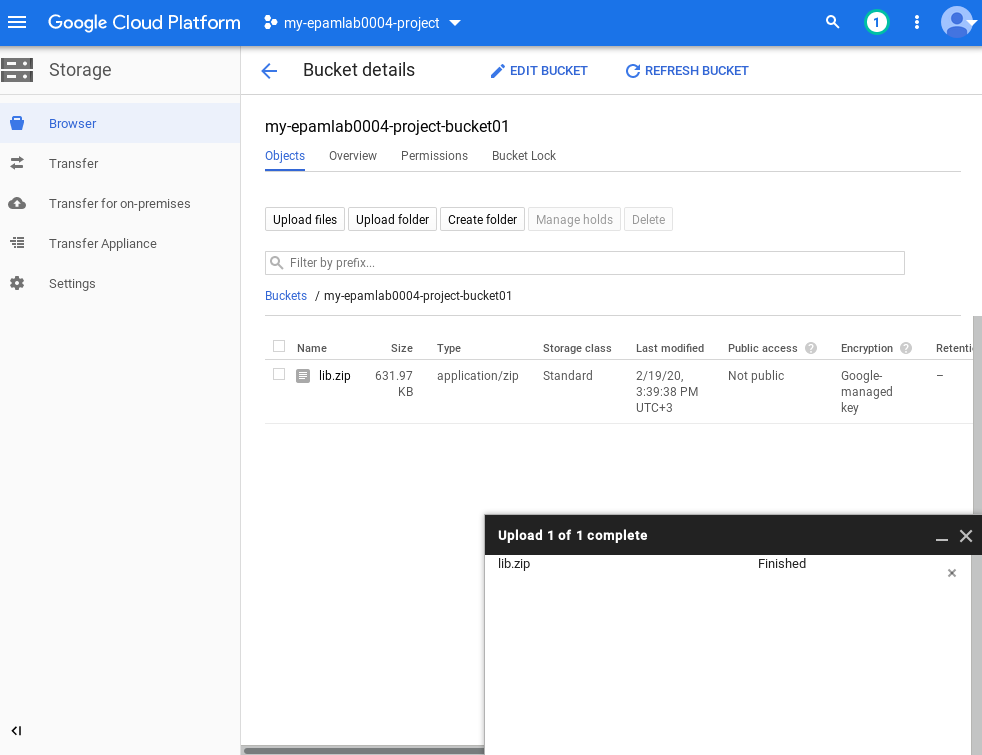 Google Cloud Platform
my-epamlab0004-project
1
Storage
Bucket details
EDIT BUCKET
REFRESH BUCKET
Browser
Transfer
Transfer for on-premises
Transfer Appliance
Settings
my-epamlab0004-project-bucket01
Objects Overview Permissions Bucket Lock
Upload files Upload folder Create folder Manage holds Delete
Filter by prefix...
Buckets / my-epamlab0004-project-bucket01
Name Size Type Storage class Last modified Public access ? Encryption ?
lib.zip 631.97 application/zip Standard 2/19/20, Not public Google- –
KB 3:39:38 PM managed
UTC+3 key
Upload 1 of 1 complete
lib.zip Finished